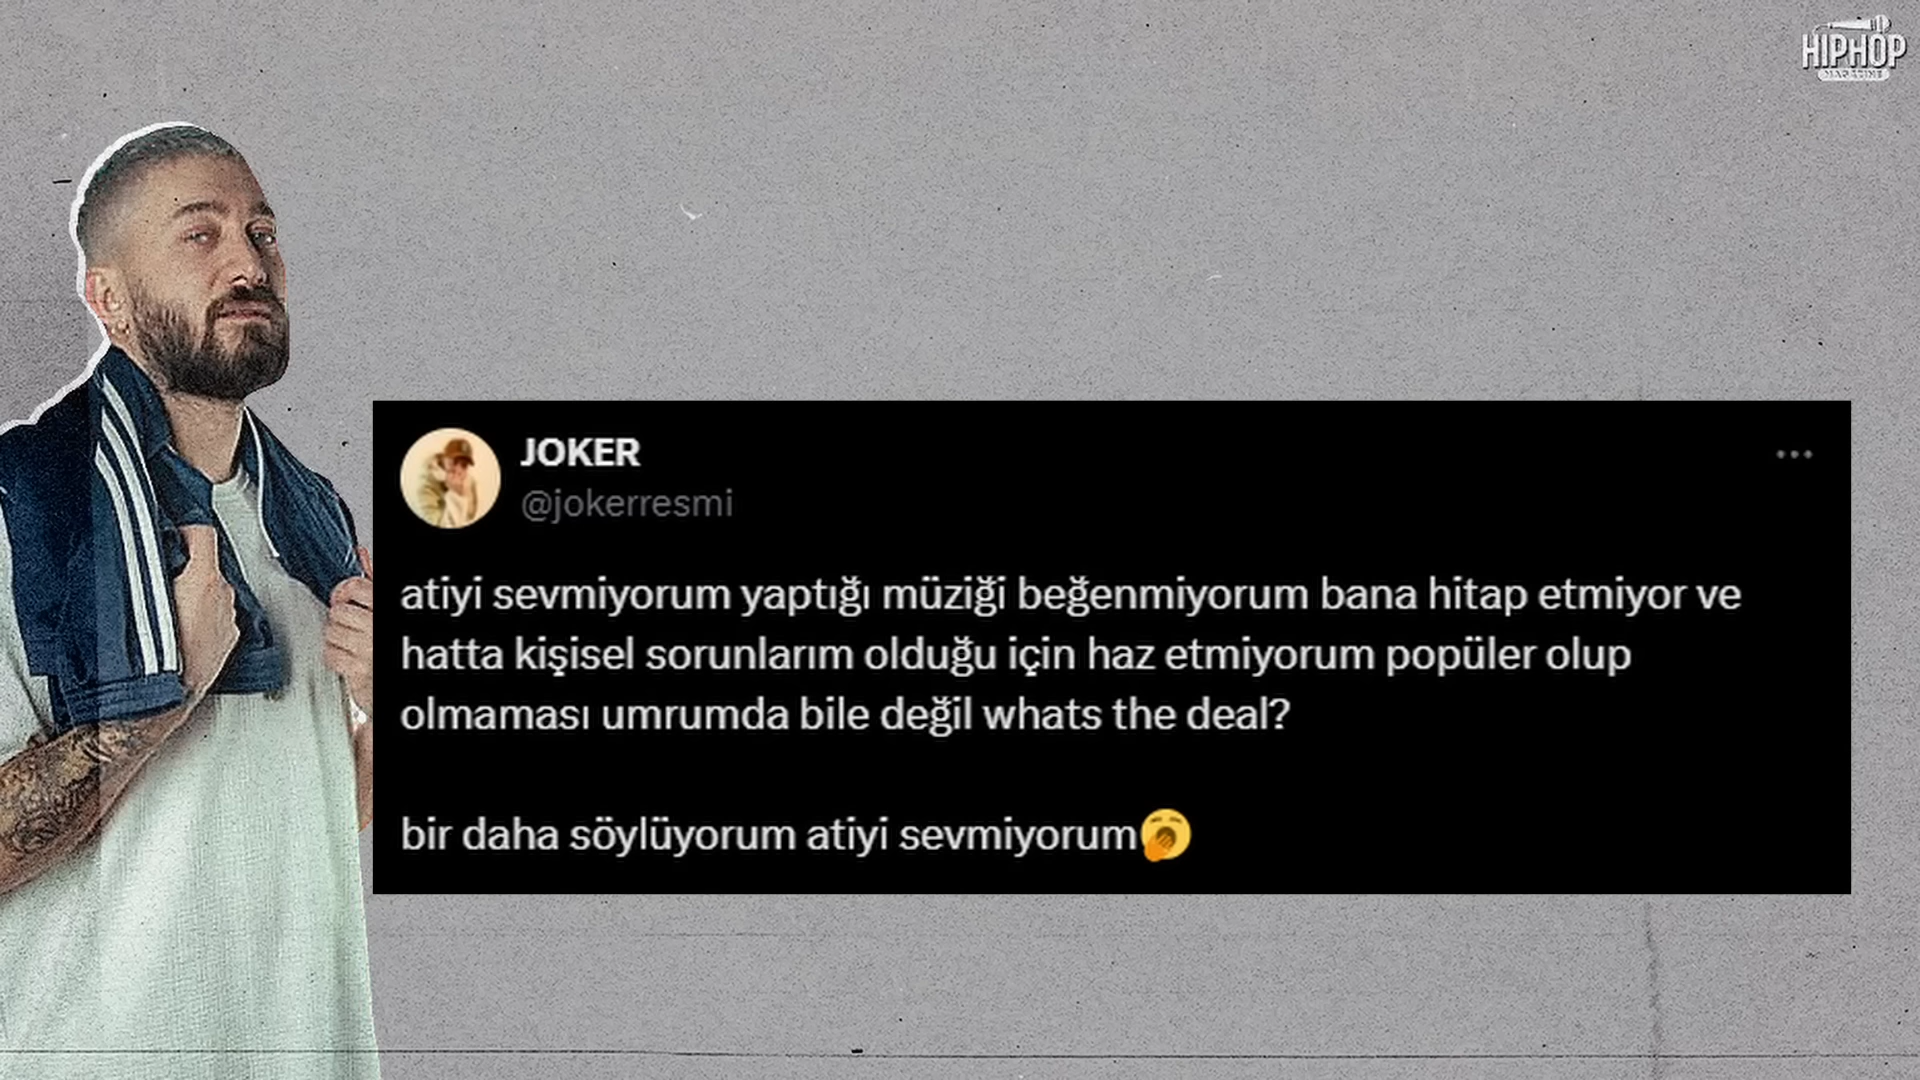 HIPHOP
MAGAZINE
JOKER
@jokerresmi
atiyi sevmiyorum yaptığı müziği beğenmiyorum bana hitap etmiyor ve
hatta kişisel sorunlarım olduğu için haz etmiyorum popüler olup
olmaması umrumda bile değil whats the deal?
bir daha söylüyorum atiyi sevmiyorum🥱